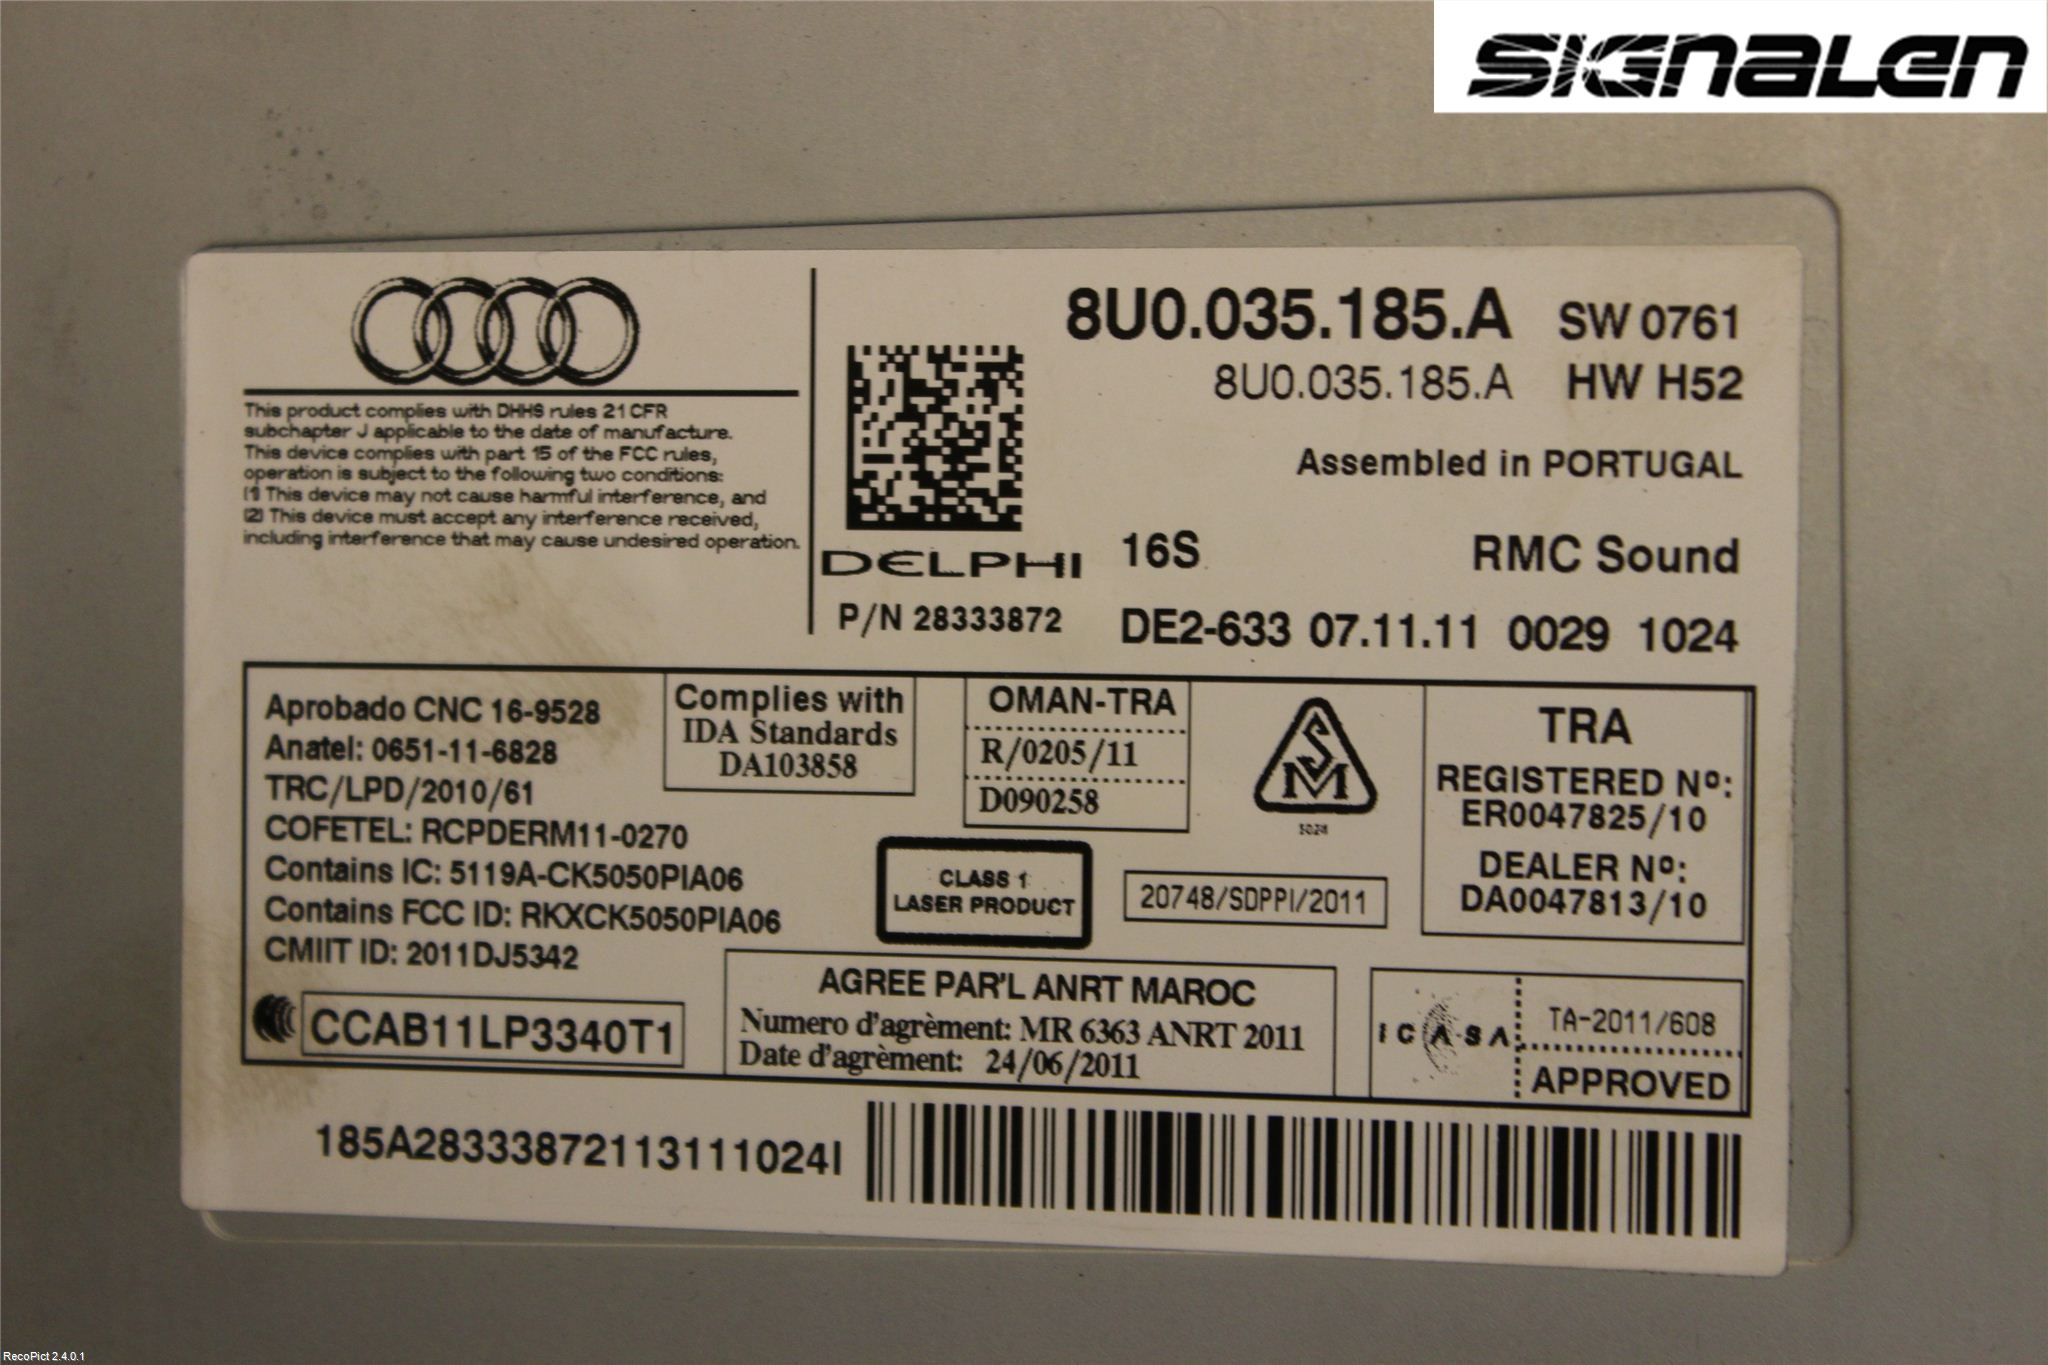 SIGNALEN
This product complies with DHHS rules 21 CFR
subchapter J applicable to the date of manufacture.
This device complies with part 15 of the FCC rules,
operation is subject to the following two conditions:
(1) This device may not cause harmful interference, and
(2) This device must accept any interference received,
including interference that may cause undesired operation.
8U0.035.185.A SW 0761
8U0.035.185.A HW H52
Assembled in PORTUGAL
DELPHI 16S RMC Sound
P/N 28333872 DE2-633 07.11.11 0029 1024
Aprobado CNC 16-9528
Anatel: 0651-11-6828
TRC/LPD/2010/61
COFETEL: RCPDERM11-0270
Contains IC: 5119A-CK5050PIA06
Contains FCC ID: RKXCK5050PIA06
CMIIT ID: 2011DJ5342
CCAB11LP3340T1
Complies with
IDA Standards
DA103858
OMAN-TRA
R/0205/11
D090258
SM
5024
TRA
REGISTERED Nº:
ER0047825/10
DEALER Nº:
DA0047813/10
CLASS 1
LASER PRODUCT
20748/SDPPI/2011
AGREE PAR'L ANRT MAROC
Numero d'agrèment: MR 6363 ANRT 2011
Date d'agrèment: 24/06/2011
ICASA
TA-2011/608
APPROVED
185A28333872113111024I
RecoPict 2.4.0.1